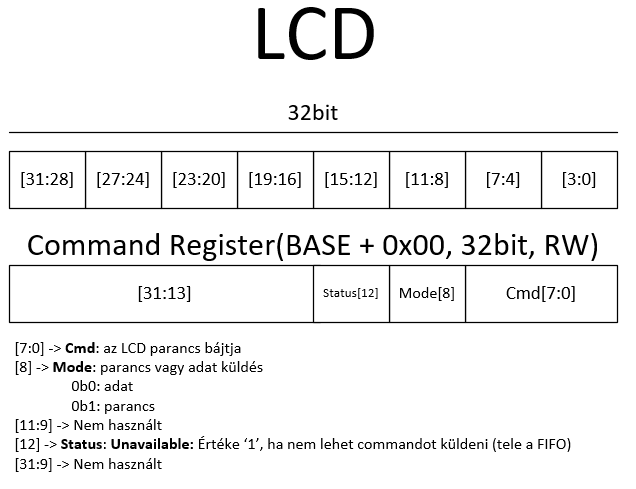 LCD
32bit
[31:28] [27:24] [23:20] [19:16] [15:12] [11:8] [7:4] [3:0]
Command Register(BASE + 0x00, 32bit, RW)
[31:13] Status[12] Mode[8] Cmd[7:0]
[7:0] -> Cmd: az LCD parancs bájtja
[8] -> Mode: parancs vagy adat küldés
0b0: adat
0b1: parancs
[11:9] -> Nem használt
[12] -> Status: Unavailable: Értéke ‘1’, ha nem lehet commandot küldeni (tele a FIFO)
[31:9] -> Nem használt